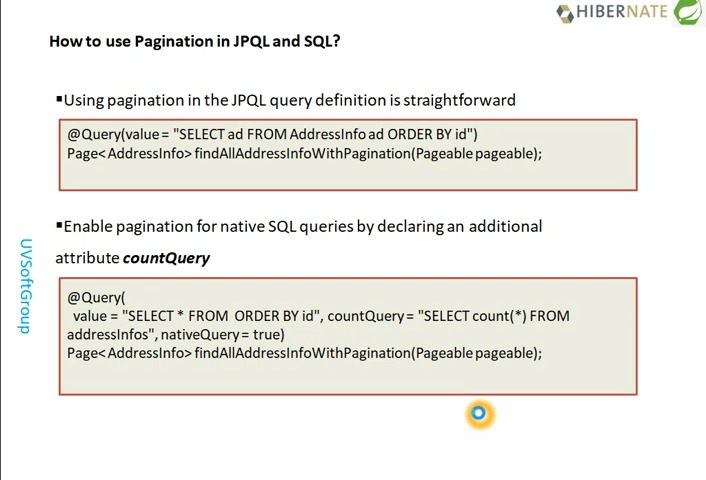 HIBERNATE
How to use Pagination in JPQL and SQL?
▪Using pagination in the JPQL query definition is straightforward
@Query(value = "SELECT ad FROM AddressInfo ad ORDER BY id")
Page< AddressInfo> findAllAddressInfoWithPagination(Pageable pageable);
▪Enable pagination for native SQL queries by declaring an additional
attribute countQuery
@Query(
value = "SELECT * FROM ORDER BY id", countQuery = "SELECT count(*) FROM
addressInfos", nativeQuery = true)
Page< AddressInfo> findAllAddressInfoWithPagination(Pageable pageable);
UVSoftGroup